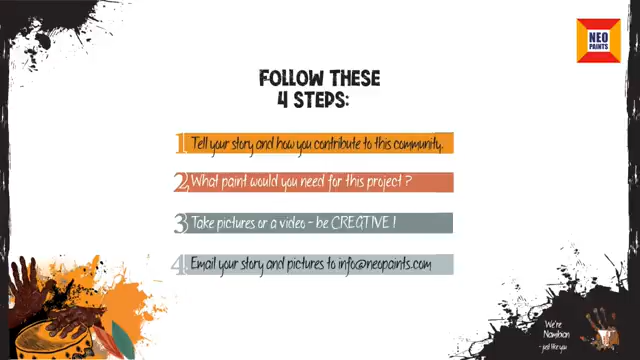 NEO
PAINTS
FOLLOW THESE
4 STEPS:
1 Tell your story and how you contribute to this community.
2, What paint would you need for this project ?
3 Take pictures or a video - be CREGTIVE !
4 Email your story and pictures to info@neopaints.com
We're
Namibian
- just like you